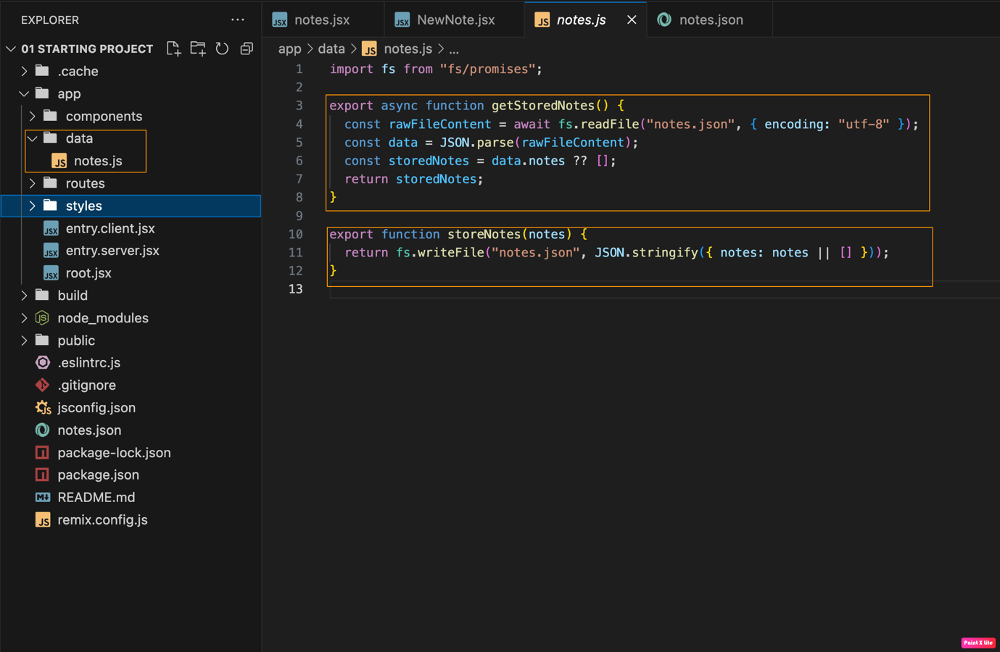 EXPLORER
01 STARTING PROJECT
.cache
app
components
data
notes.js
routes
styles
entry.client.jsx
entry.server.jsx
root.jsx
build
node_modules
public
.eslintrc.js
.gitignore
jsconfig.json
notes.json
package-lock.json
package.json
README.md
remix.config.js
notes.jsx NewNote.jsx notes.js notes.json
app > data > notes.js > ...
1 import fs from "fs/promises";
2
3 export async function getStoredNotes() {
4 const rawFileContent = await fs.readFile("notes.json", { encoding: "utf-8" });
5 const data = JSON.parse(rawFileContent);
6 const storedNotes = data.notes ?? [];
7 return storedNotes;
8 }
9
10 export function storeNotes(notes) {
11 return fs.writeFile("notes.json", JSON.stringify({ notes: notes || [] }));
12 }
13
Paint X lite